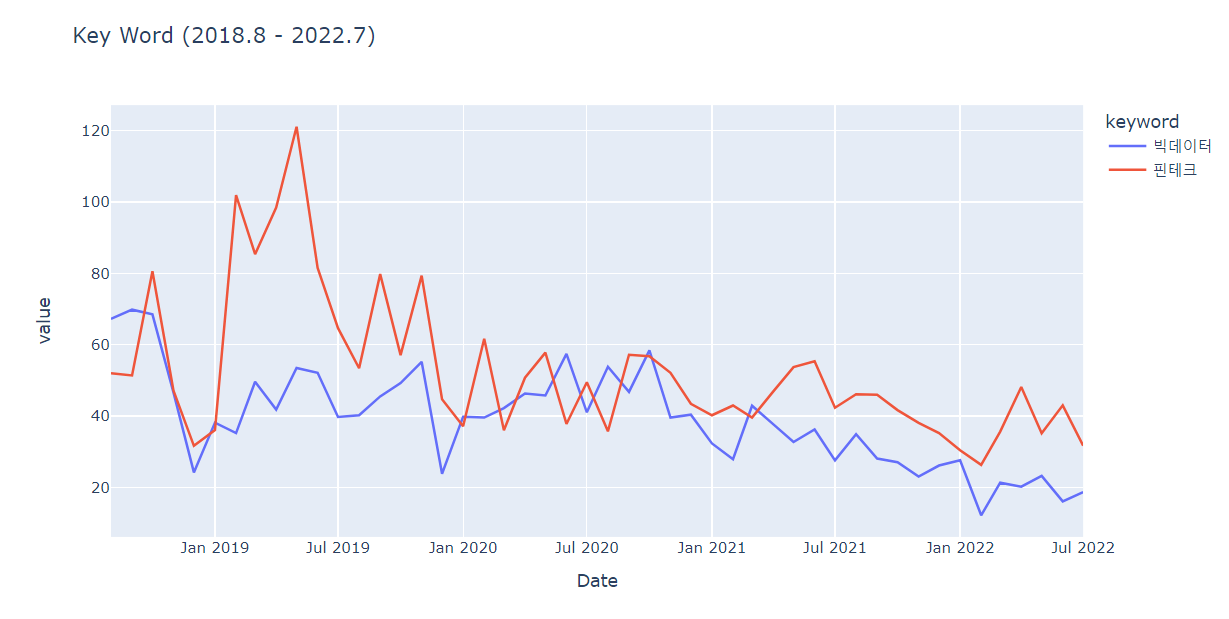 Key Word (2018.8 - 2022.7)
keyword
빅데이터
핀테크
value
120
100
80
60
40
20
Jan 2019
Jul 2019
Jan 2020
Jul 2020
Jan 2021
Jul 2021
Jan 2022
Jul 2022
Date